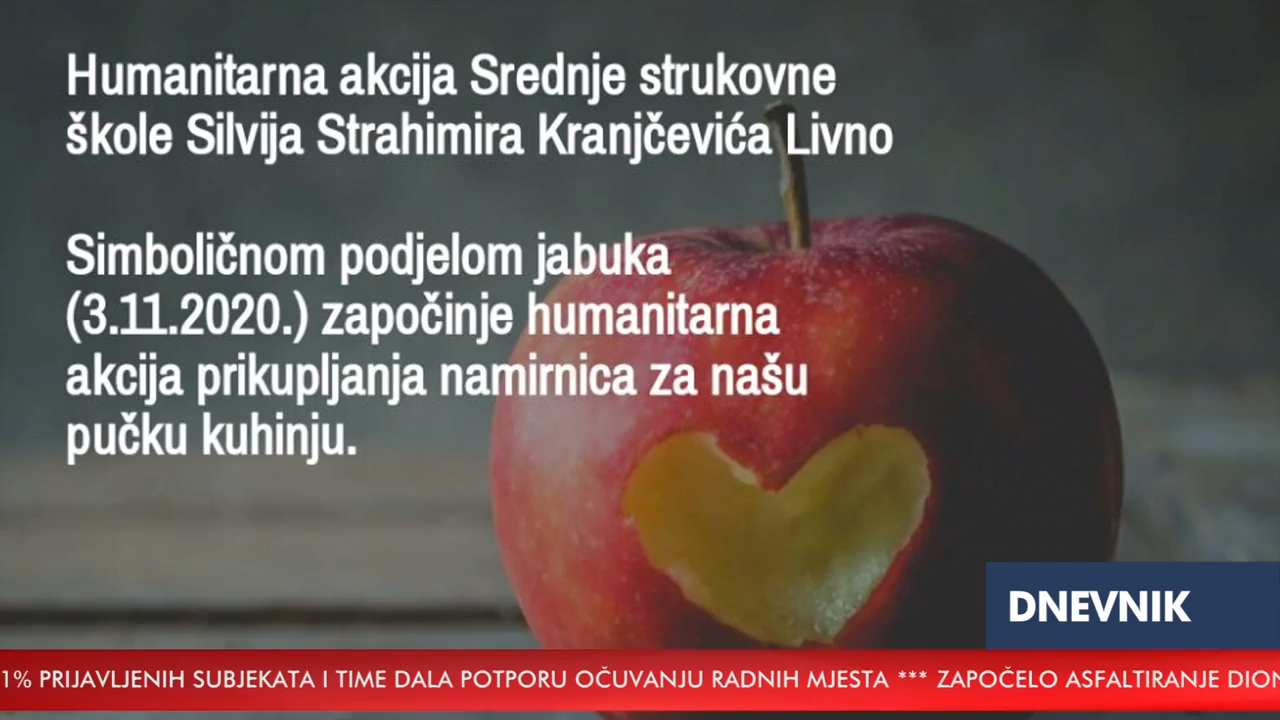 Humanitarna akcija Srednje strukovne
škole Silvija Strahimira Kranjčevića Livno
Simboličnom podjelom jabuka
(3.11.2020.) započinje humanitarna
akcija prikupljanja namirnica za našu
pučku kuhinju.
DNEVNIK
1% PRIJAVLJENIH SUBJEKATA I TIME DALA POTPORU OČUVANJU RADNIH MJESTA *** ZAPOČELO ASFALTIRANJE